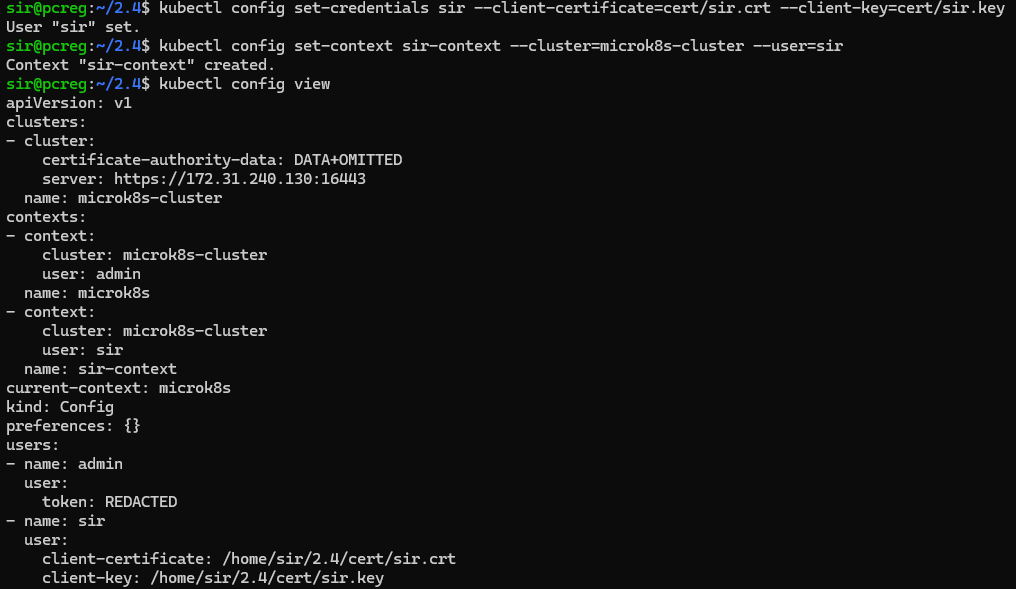 sir@pcreg:~/2.4$ kubectl config set-credentials sir --client-certificate=cert/sir.crt --client-key=cert/sir.key
User "sir" set.
sir@pcreg:~/2.4$ kubectl config set-context sir-context --cluster=microk8s-cluster --user=sir
Context "sir-context" created.
sir@pcreg:~/2.4$ kubectl config view
apiVersion: v1
clusters:
- cluster:
    certificate-authority-data: DATA+OMITTED
    server: https://172.31.240.130:16443
  name: microk8s-cluster
contexts:
- context:
    cluster: microk8s-cluster
    user: admin
  name: microk8s
- context:
    cluster: microk8s-cluster
    user: sir
  name: sir-context
current-context: microk8s
kind: Config
preferences: {}
users:
- name: admin
  user:
    token: REDACTED
- name: sir
  user:
    client-certificate: /home/sir/2.4/cert/sir.crt
    client-key: /home/sir/2.4/cert/sir.key